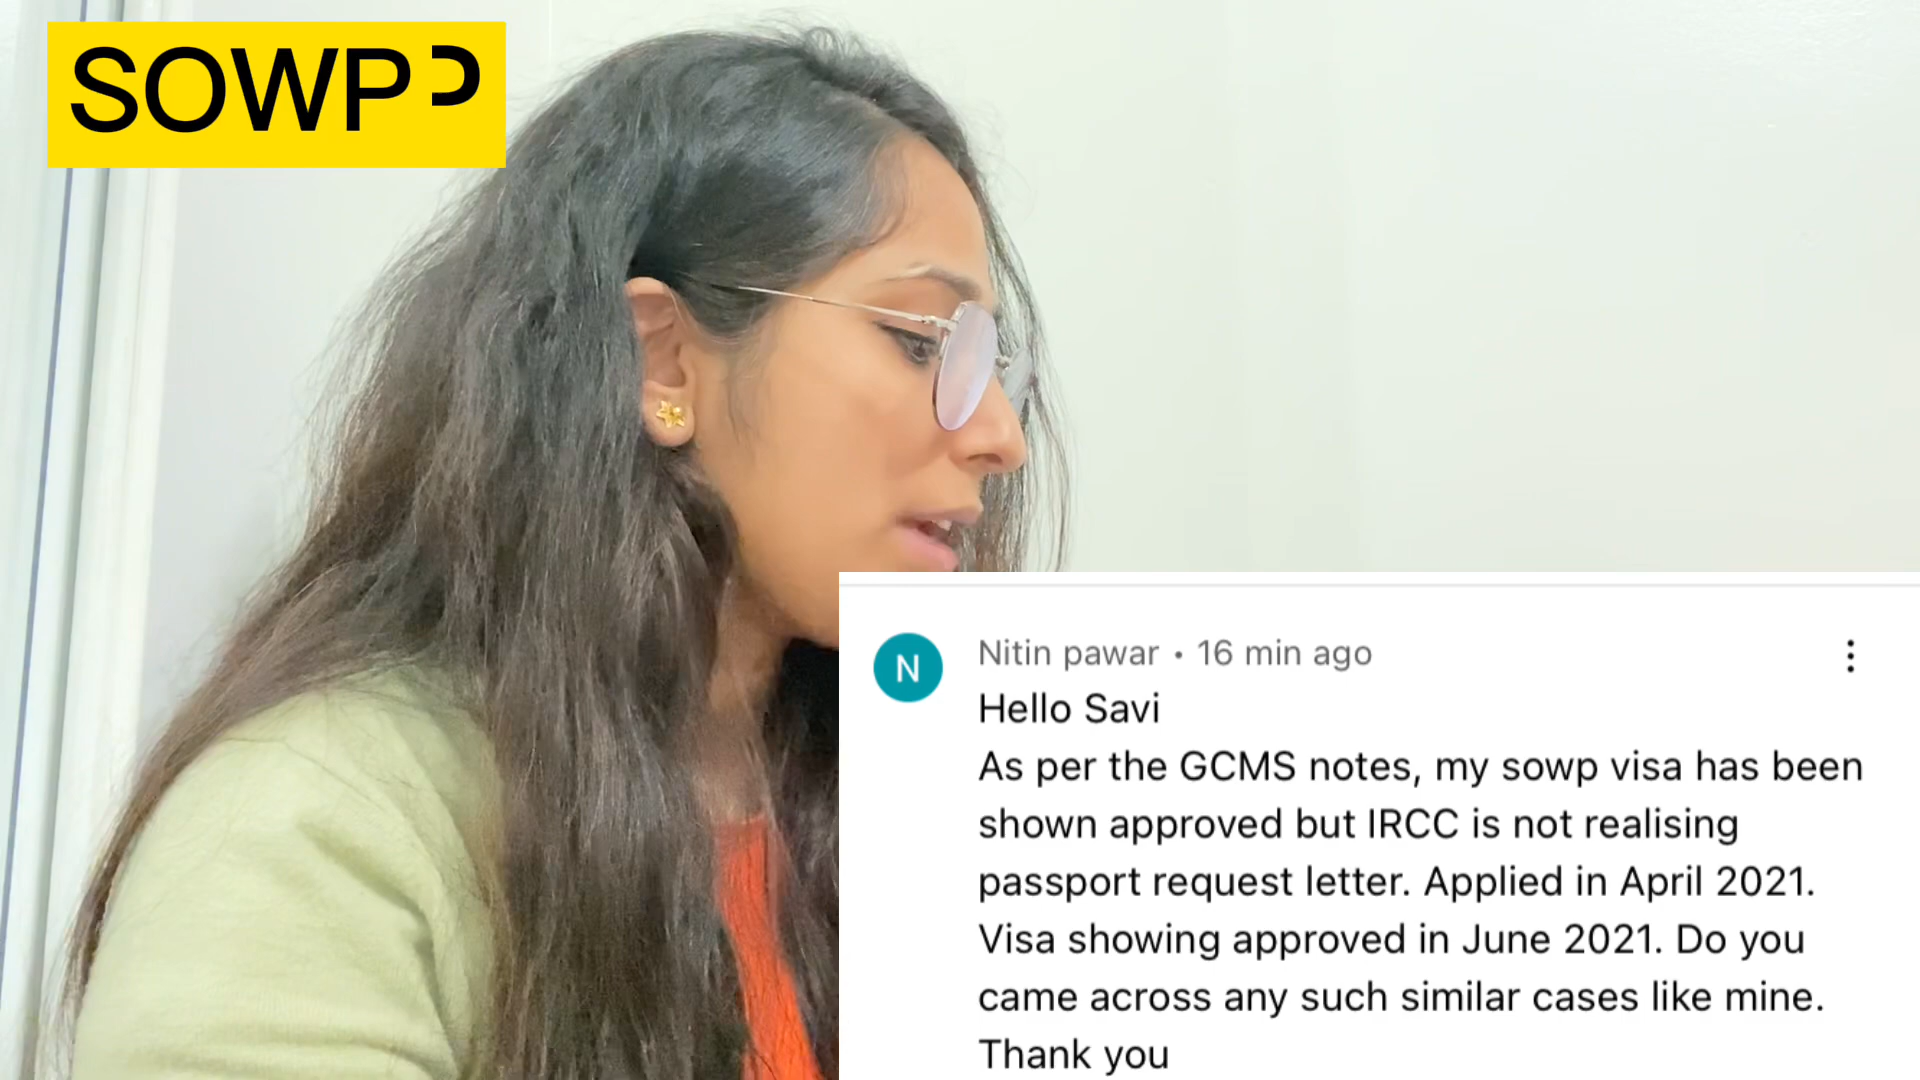 SOWP?
N
Nitin pawar • 16 min ago
Hello Savi
As per the GCMS notes, my sowp visa has been
shown approved but IRCC is not realising
passport request letter. Applied in April 2021.
Visa showing approved in June 2021. Do you
came across any such similar cases like mine.
Thank you